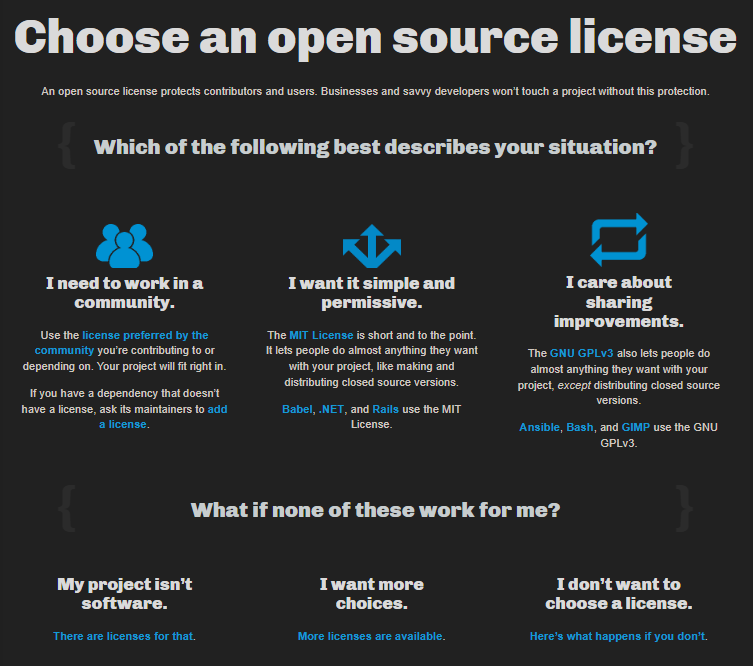 Choose an open source license
An open source license protects contributors and users. Businesses and savvy developers won’t touch a project without this protection.
{ Which of the following best describes your situation? }
I need to work in a
community.
Use the license preferred by the
community you’re contributing to or
depending on. Your project will fit right in.
If you have a dependency that doesn’t
have a license, ask its maintainers to add
a license.
I want it simple and
permissive.
The MIT License is short and to the point.
It lets people do almost anything they want
with your project, like making and
distributing closed source versions.
Babel, .NET, and Rails use the MIT
License.
I care about
sharing
improvements.
The GNU GPLv3 also lets people do
almost anything they want with your
project, except distributing closed source
versions.
Ansible, Bash, and GIMP use the GNU
GPLv3.
{ What if none of these work for me? }
My project isn’t
software.
There are licenses for that.
I want more
choices.
More licenses are available.
I don’t want to
choose a license.
Here’s what happens if you don’t.